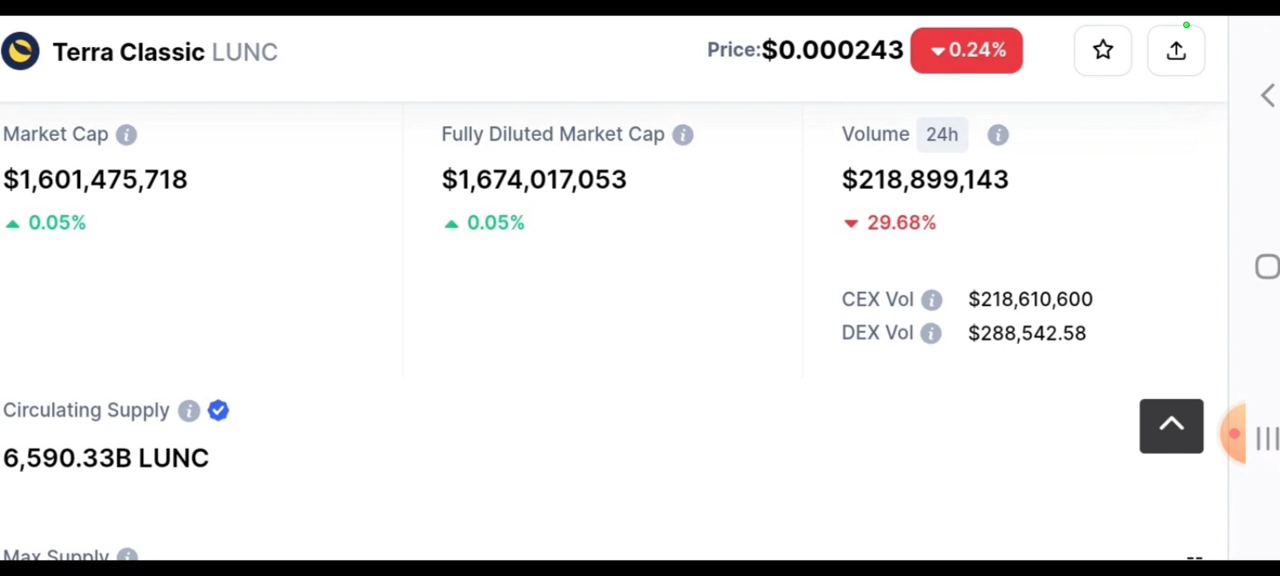 Terra Classic LUNC
Price:$0.000243 0.24%
Market Cap
$1,601,475,718
0.05%
Fully Diluted Market Cap
$1,674,017,053
0.05%
Volume 24h
$218,899,143
29.68%
CEX Vol $218,610,600
DEX Vol $288,542.58
Circulating Supply
6,590.33B LUNC
Max Supply --